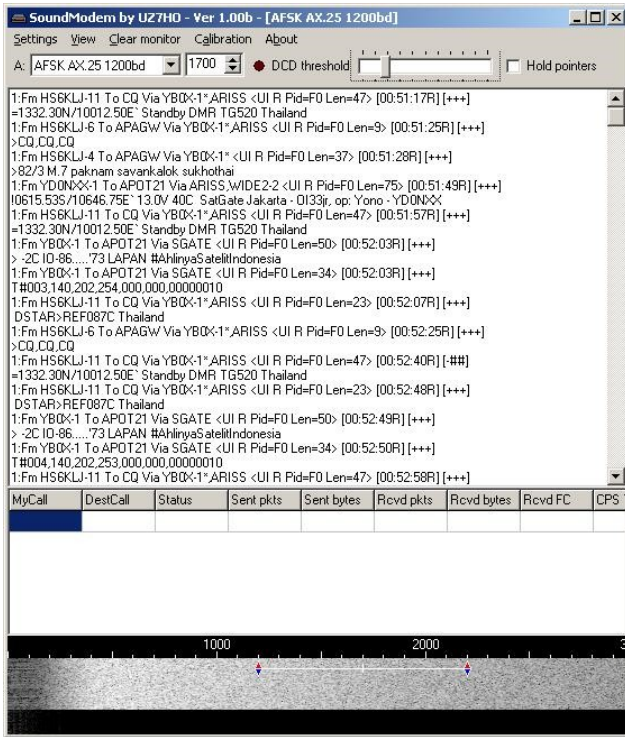 SoundModem by UZ7HO - Ver 1.00b - [AFSK AX.25 1200bd]
Settings View Clear monitor Calibration About
A: AFSK AX.25 1200bd 1700 DCD threshold Hold pointers
1:Fm HS6KLJ-11 To CQ Via YB0X-1*,ARISS <UI R Pid=F0 Len=47> [00:51:17R] [+++]
=1332.30N/10012.50E`Standby DMR TG520 Thailand
1:Fm HS6KLJ-6 To APAGW Via YB0X-1*,ARISS <UI R Pid=F0 Len=9> [00:51:25R] [+++]
>CQ,CQ,CQ
1:Fm HS6KLJ-4 To APAGW Via YB0X-1* <UI R Pid=F0 Len=37> [00:51:28R] [+++]
>82/3 M.7 paknam savankalok sukhothai
1:Fm YD0NXX-1 To APOT21 Via ARISS,WIDE2-2 <UI R Pid=F0 Len=75> [00:51:49R] [+++]
!0615.53S/10646.75E`13.0V 40C  SatGate Jakarta - OI33jr, op: Yono - YD0NXX
1:Fm HS6KLJ-11 To CQ Via YB0X-1*,ARISS <UI R Pid=F0 Len=47> [00:51:57R] [+++]
=1332.30N/10012.50E`Standby DMR TG520 Thailand
1:Fm YB0X-1 To APOT21 Via SGATE <UI R Pid=F0 Len=50> [00:52:03R] [+++]
> -2C IO-86.....'73 LAPAN #AhlinyaSatelitIndonesia
1:Fm YB0X-1 To APOT21 Via SGATE <UI R Pid=F0 Len=34> [00:52:03R] [+++]
T#003,140,202,254,000,000,00000010
1:Fm HS6KLJ-11 To CQ Via YB0X-1*,ARISS <UI R Pid=F0 Len=23> [00:52:07R] [+++]
DSTAR>REF087C Thailand
1:Fm HS6KLJ-6 To APAGW Via YB0X-1*,ARISS <UI R Pid=F0 Len=9> [00:52:25R] [+++]
>CQ,CQ,CQ
1:Fm HS6KLJ-11 To CQ Via YB0X-1*,ARISS <UI R Pid=F0 Len=47> [00:52:40R] [-##]
=1332.30N/10012.50E`Standby DMR TG520 Thailand
1:Fm HS6KLJ-11 To CQ Via YB0X-1*,ARISS <UI R Pid=F0 Len=23> [00:52:48R] [+++]
DSTAR>REF087C Thailand
1:Fm YB0X-1 To APOT21 Via SGATE <UI R Pid=F0 Len=50> [00:52:49R] [+++]
> -2C IO-86.....'73 LAPAN #AhlinyaSatelitIndonesia
1:Fm YB0X-1 To APOT21 Via SGATE <UI R Pid=F0 Len=34> [00:52:50R] [+++]
T#004,140,202,253,000,000,00000010
1:Fm HS6KLJ-11 To CQ Via YB0X-1*,ARISS <UI R Pid=F0 Len=47> [00:52:58R] [+++]
MyCall DestCall Status Sent pkts Sent bytes Rcvd pkts Rcvd bytes Rcvd FC CPS
1000 2000